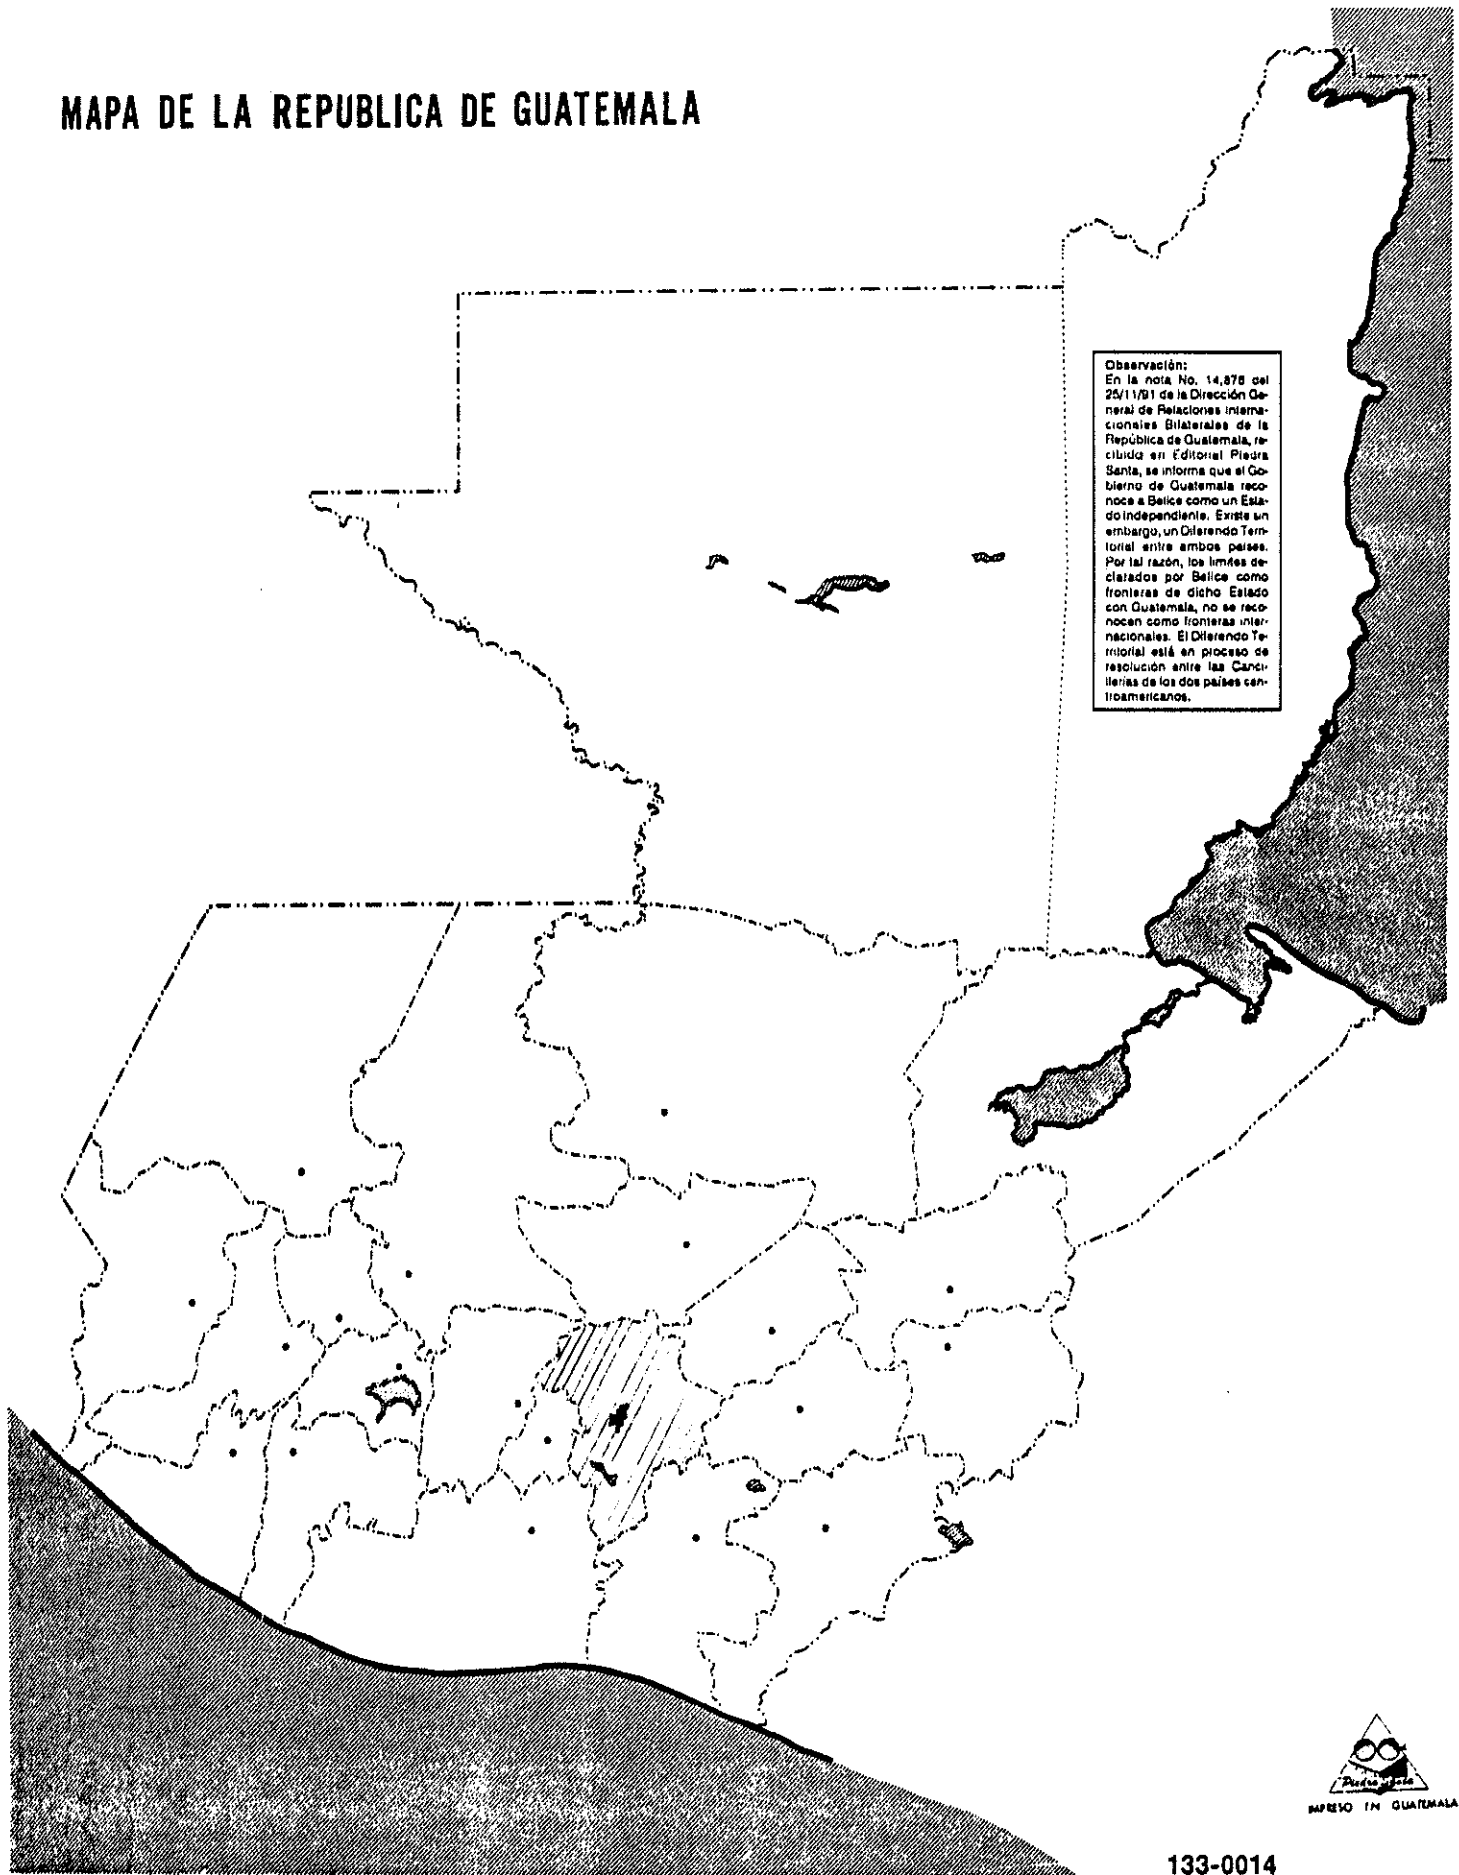 MAPA DE LA REPUBLICA DE GUATEMALA
Observación:
En la nota No. 14,876 del
25/11/91 de la Dirección Ge-
neral de Relaciones Interna-
cionales Bilaterales de la
República de Guatemala, re-
cibida en Editorial Piedra
Santa, se informa que el Go-
bierno de Guatemala reco-
noce a Belice como un Esta-
do independiente. Existe un
embargo, un Diferendo Terri-
torial entre ambos países.
Por tal razón, los límites de-
clarados por Belice como
fronteras de dicho Estado
con Guatemala, no se reco-
nocen como fronteras inter-
nacionales. El Diferendo Te-
rritorial está en proceso de
resolución entre las Canci-
llerías de los dos países cen-
troamericanos.
Piedra Santa
IMPRESO EN GUATEMALA
133-0014